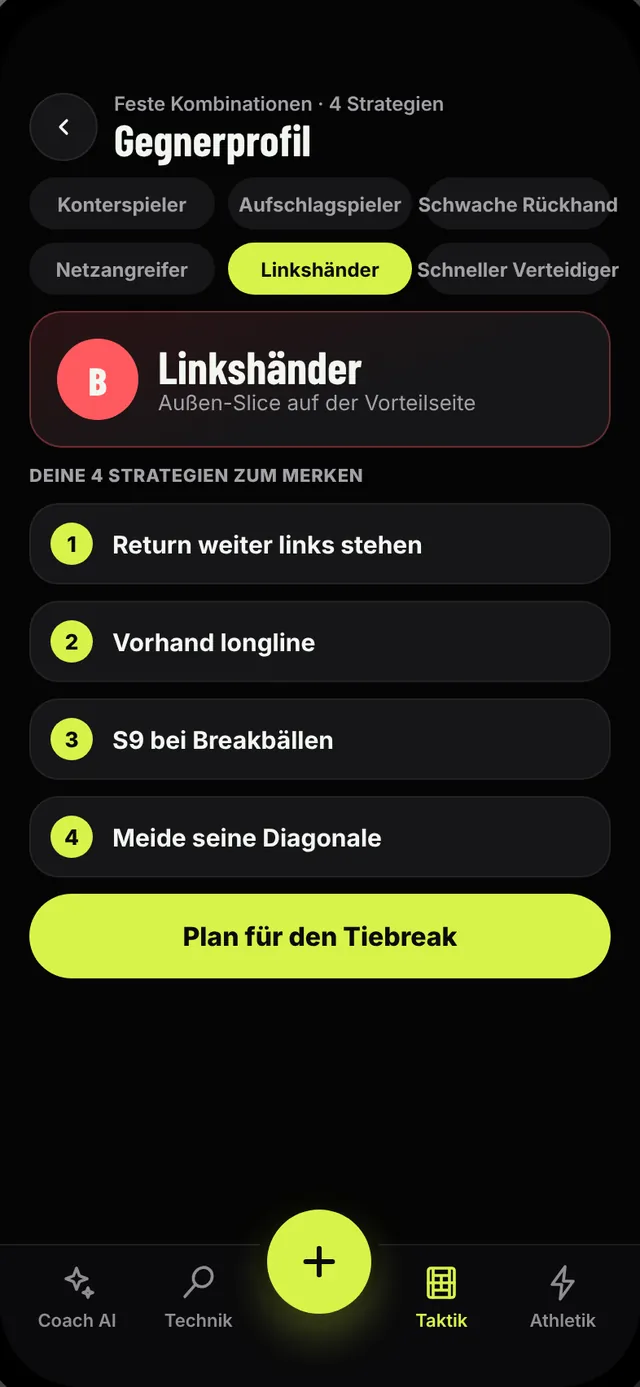 Feste Kombinationen · 4 Strategien
Gegnerprofil
Konterspieler
Aufschlagspieler
Schwache Rückhand
Netzangreifer
Linkshänder
Schneller Verteidiger
B
Linkshänder
Außen-Slice auf der Vorteilseite
DEINE 4 STRATEGIEN ZUM MERKEN
1 Return weiter links stehen
2 Vorhand longline
3 S9 bei Breakbällen
4 Meide seine Diagonale
Plan für den Tiebreak
Coach AI
Technik
Taktik
Athletik